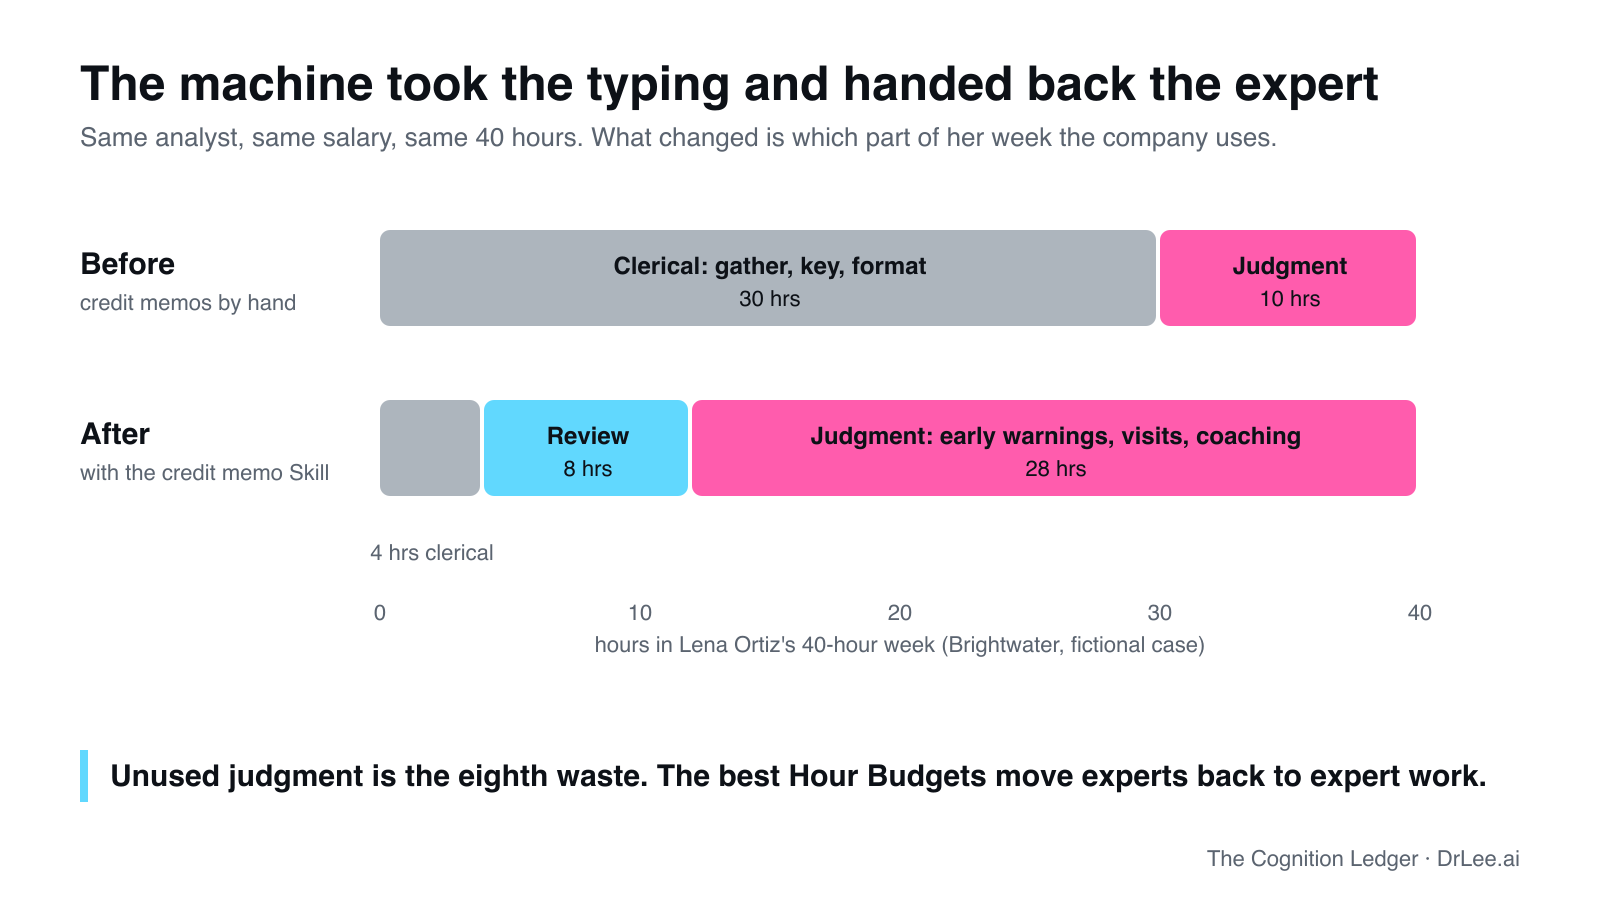 The machine took the typing and handed back the expert
Same analyst, same salary, same 40 hours. What changed is which part of her week the company uses.
Before
credit memos by hand
Clerical: gather, key, format
30 hrs
Judgment
10 hrs
After
with the credit memo Skill
Review
8 hrs
Judgment: early warnings, visits, coaching
28 hrs
4 hrs clerical
0 10 20 30 40
hours in Lena Ortiz's 40-hour week (Brightwater, fictional case)
Unused judgment is the eighth waste. The best Hour Budgets move experts back to expert work.
The Cognition Ledger · DrLee.ai